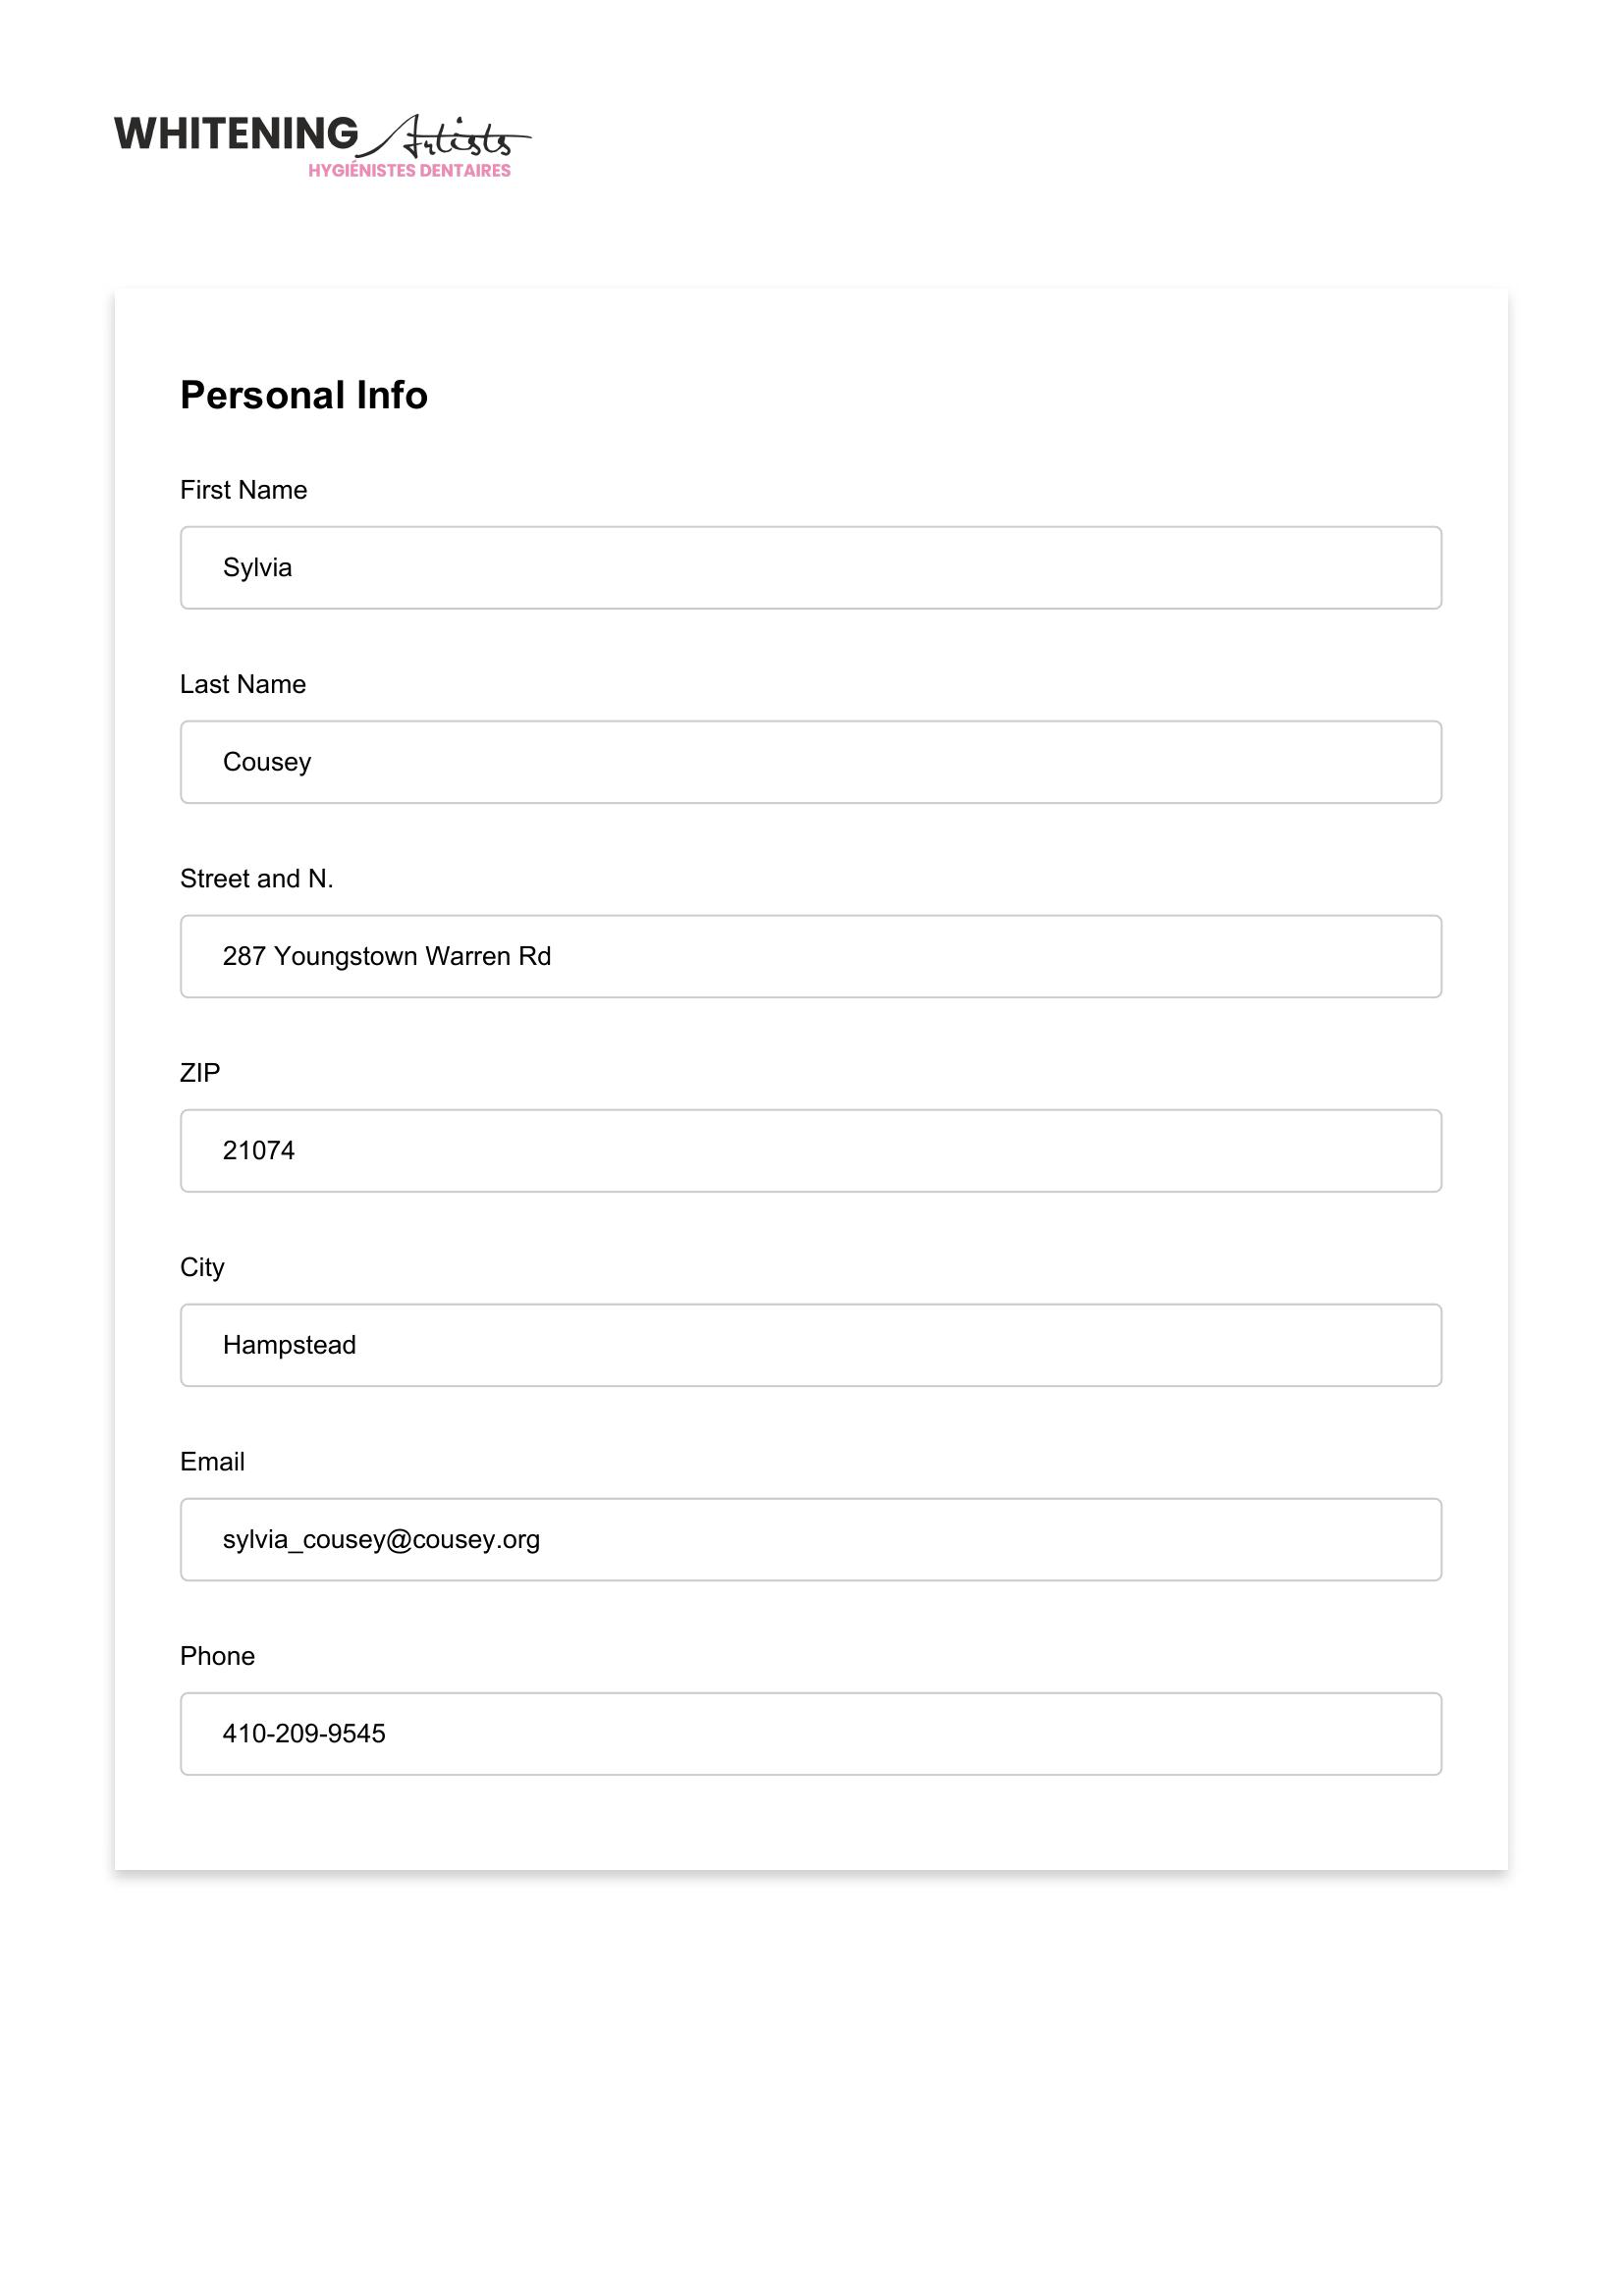 WHITENING Artists
HYGIÉNISTES DENTAIRES
Personal Info
First Name
Sylvia
Last Name
Cousey
Street and N.
287 Youngstown Warren Rd
ZIP
21074
City
Hampstead
Email
sylvia_cousey@cousey.org
Phone
410-209-9545